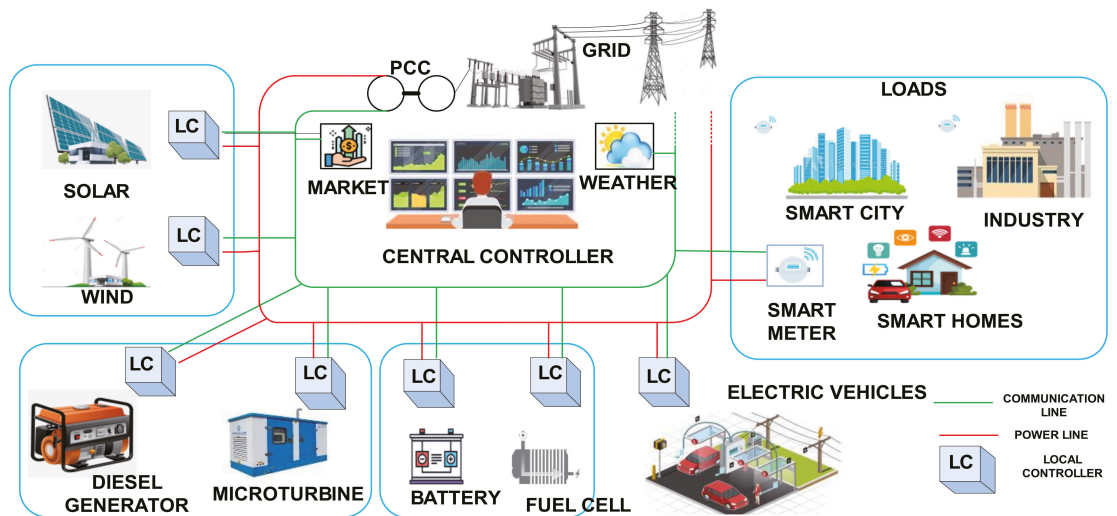 GRID
PCC
LOADS
LC
SOLAR
MARKET
WEATHER
SMART CITY
INDUSTRY
LC
WIND
CENTRAL CONTROLLER
SMART
METER
SMART HOMES
LC
LC
LC
LC
LC
DIESEL
GENERATOR
MICROTURBINE
BATTERY
FUEL CELL
ELECTRIC VEHICLES
COMMUNICATION
LINE
POWER LINE
LC
LOCAL
CONTROLLER